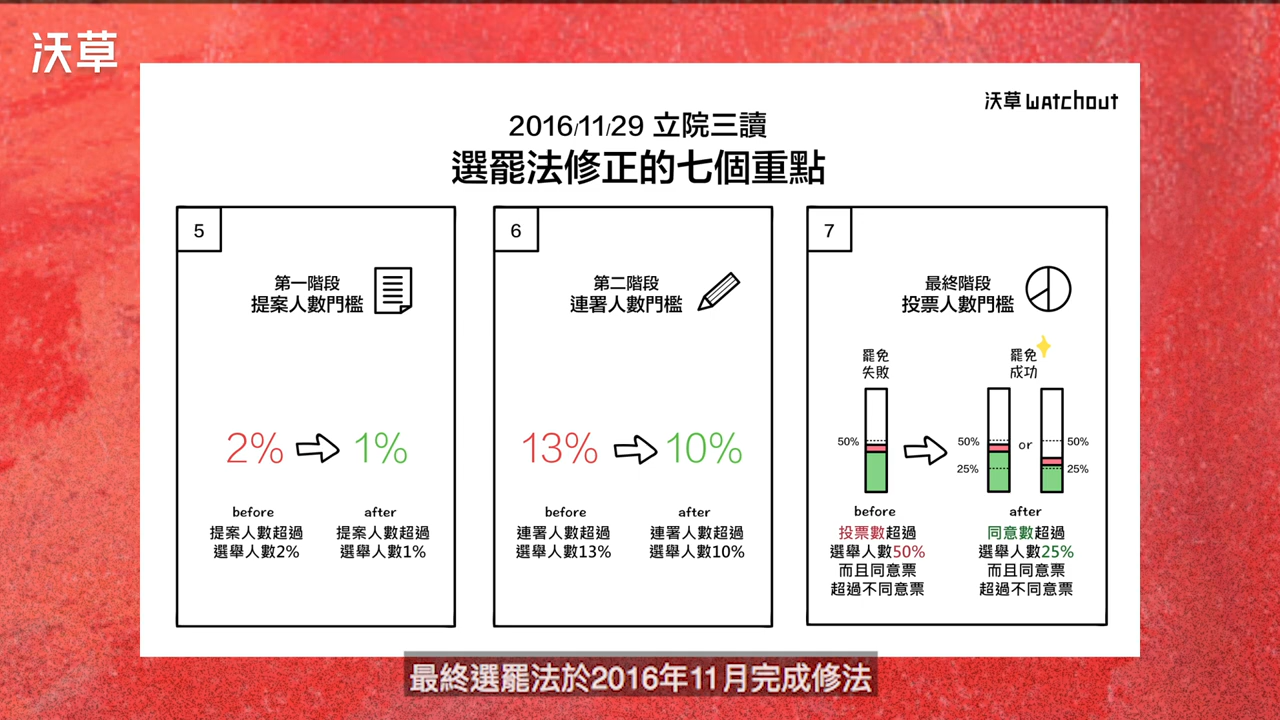 沃草
沃草 watchout
2016/11/29 立院三讀
選罷法修正的七個重點
5
第一階段
提案人數門檻
2%
1%
before
提案人數超過
選舉人數2%
after
提案人數超過
選舉人數1%
6
第二階段
連署人數門檻
13%
10%
before
連署人數超過
選舉人數13%
after
連署人數超過
選舉人數10%
7
最終階段
投票人數門檻
罷免
失敗
50%
before
投票數超過
選舉人數50%
而且同意票
超過不同意票
罷免
成功
50%
25%
or
50%
25%
after
同意數超過
選舉人數25%
而且同意票
超過不同意票
最終選罷法於2016年11月完成修法